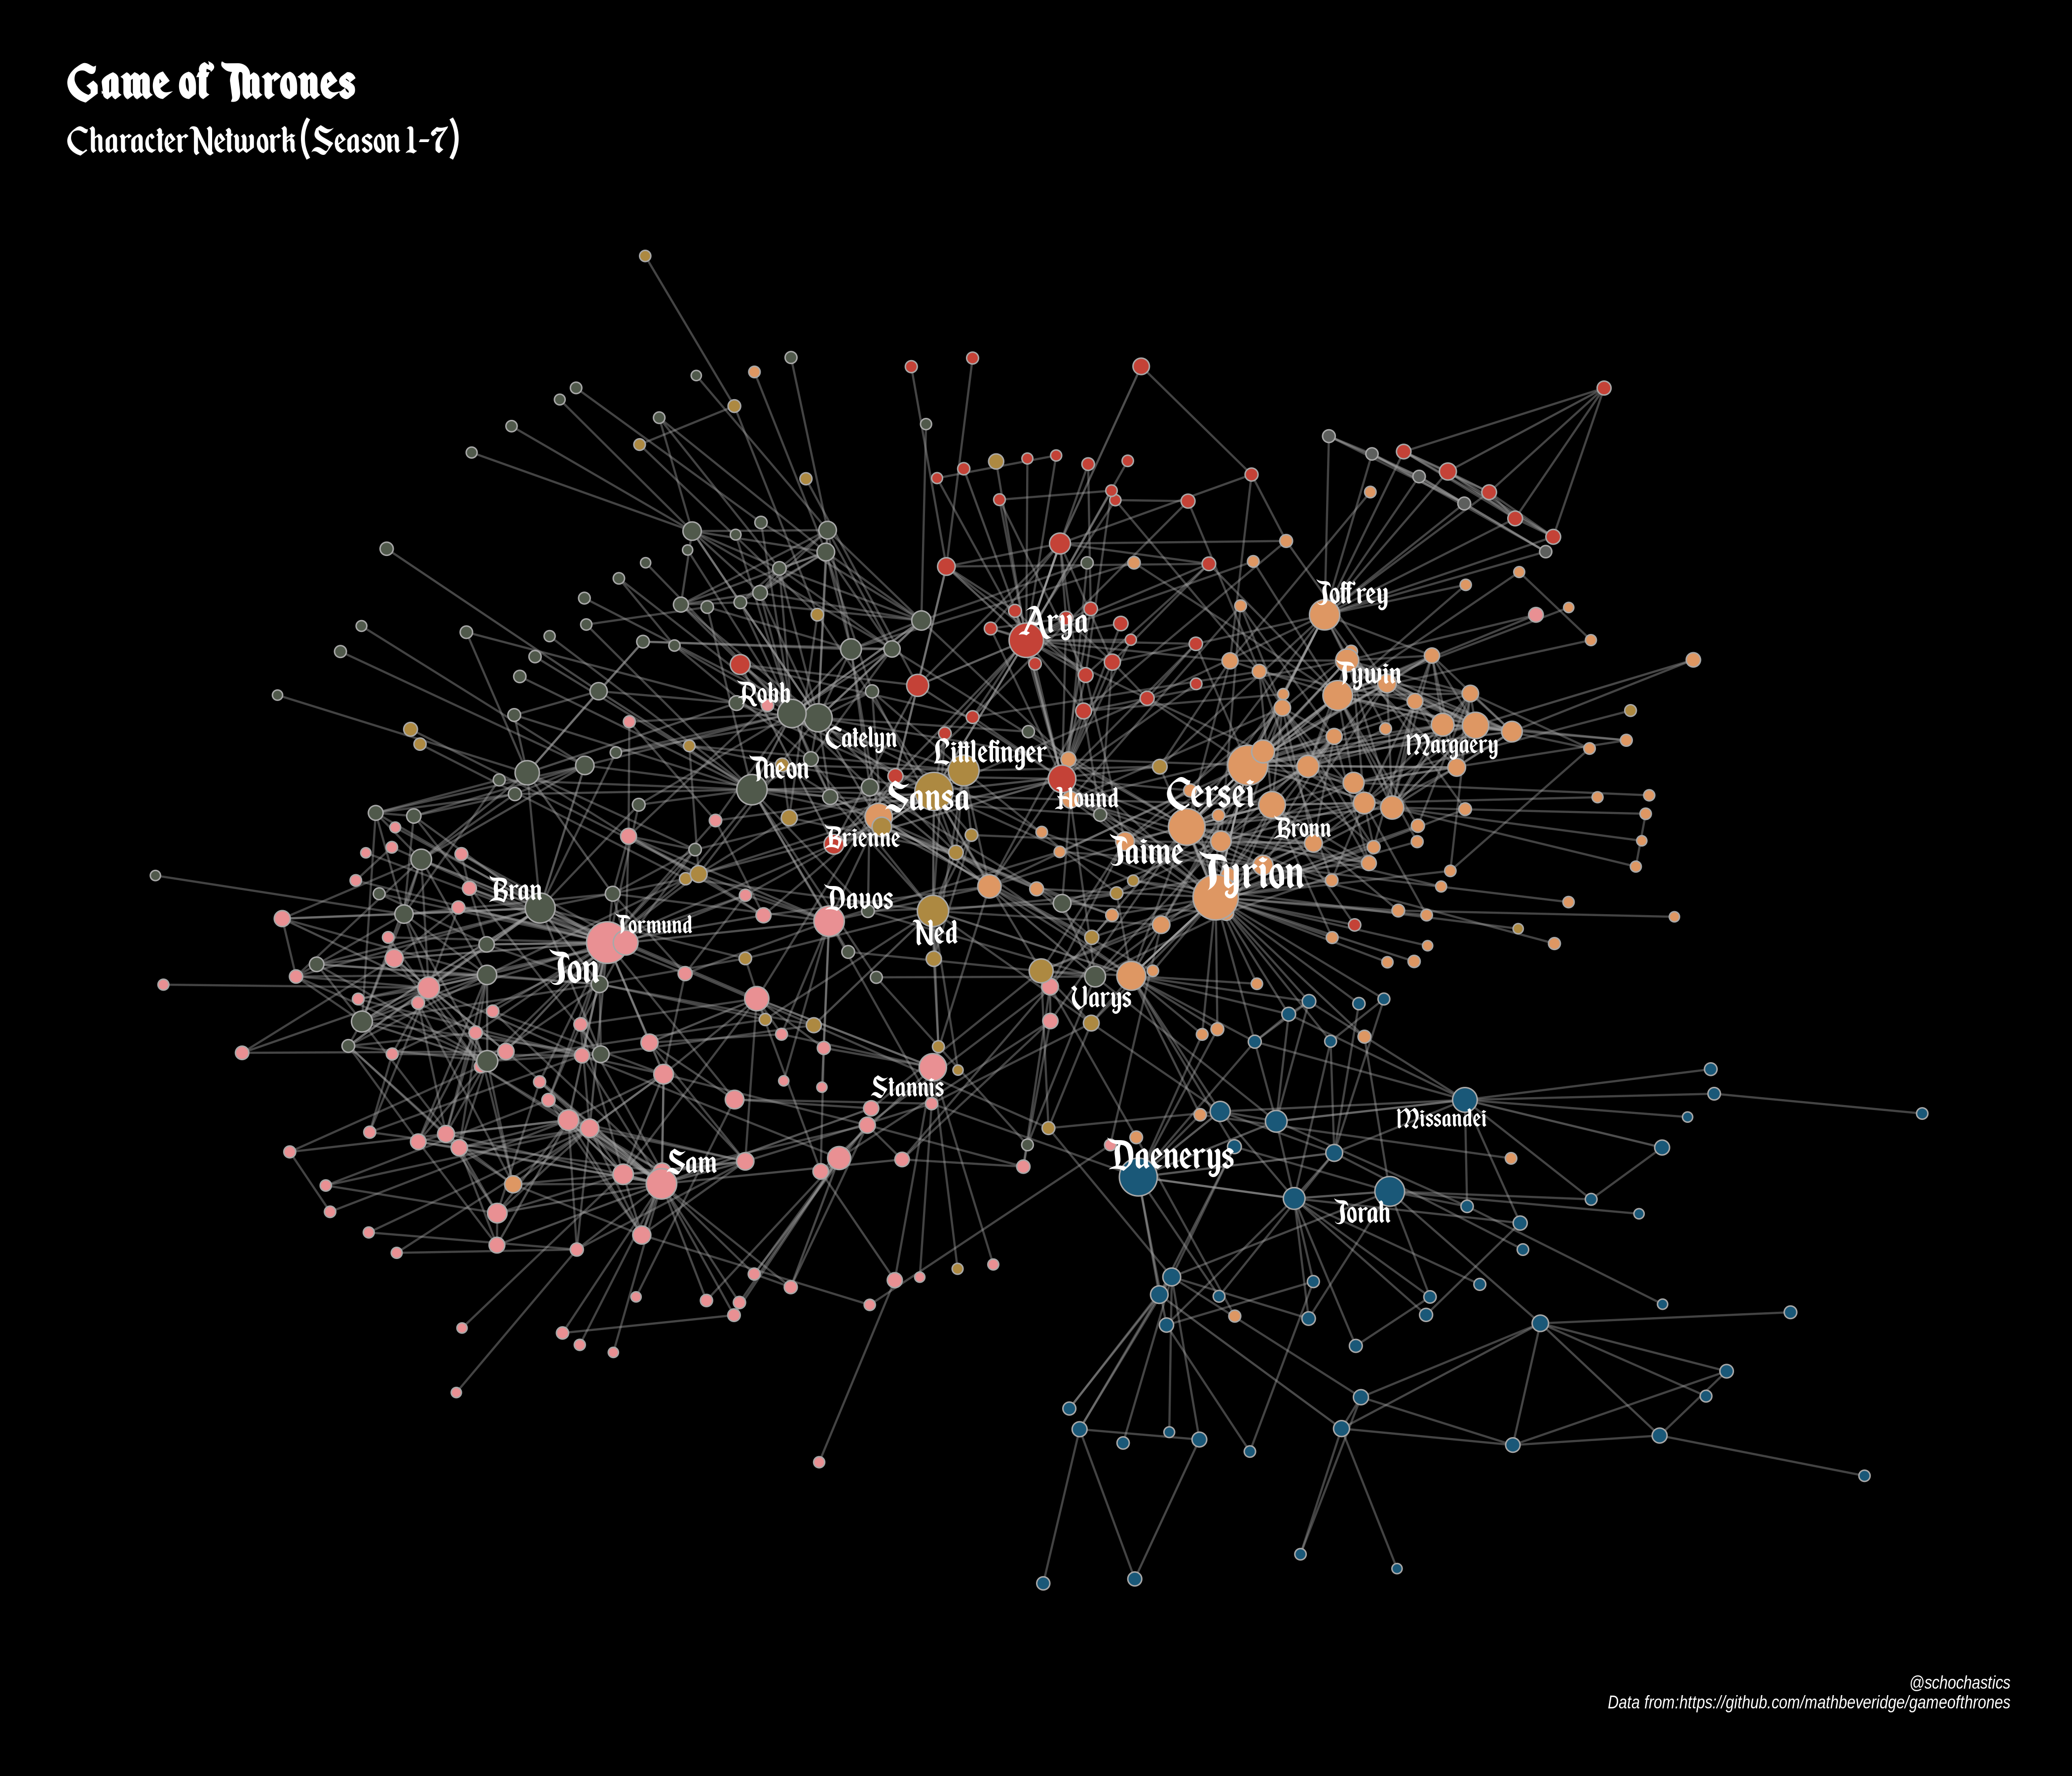 Game of Thrones
Character Network (Season 1-7)
Joffrey
Arya
Tywin
Robb
Catelyn
Margaery
Littlefinger
Theon
Sansa
Hound
Cersei
Bronn
Brienne
Jaime
Tyrion
Bran
Davos
Tormund
Ned
Jon
Varys
Stannis
Missandei
Daenerys
Sam
Jorah
@schochastics
Data from:https://github.com/mathbeveridge/gameofthrones